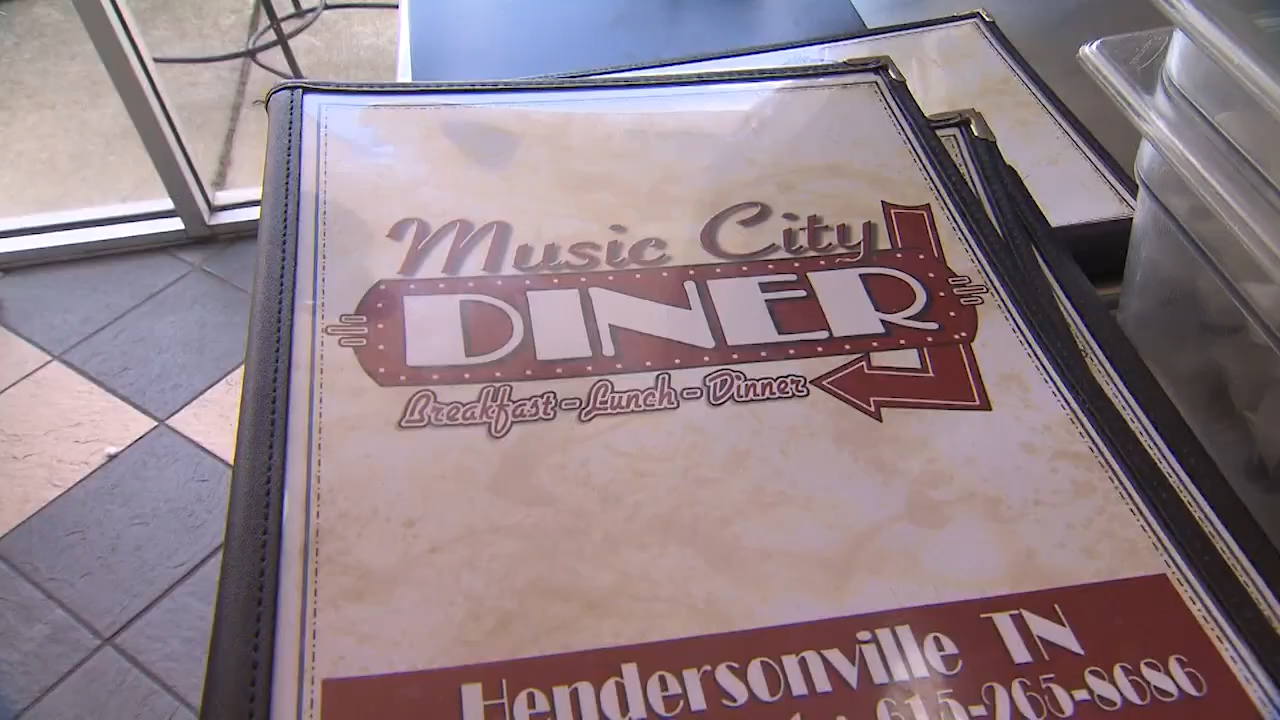 Music City
DINER
Breakfast - Lunch - Dinner
Hendersonville TN
615-265-8686